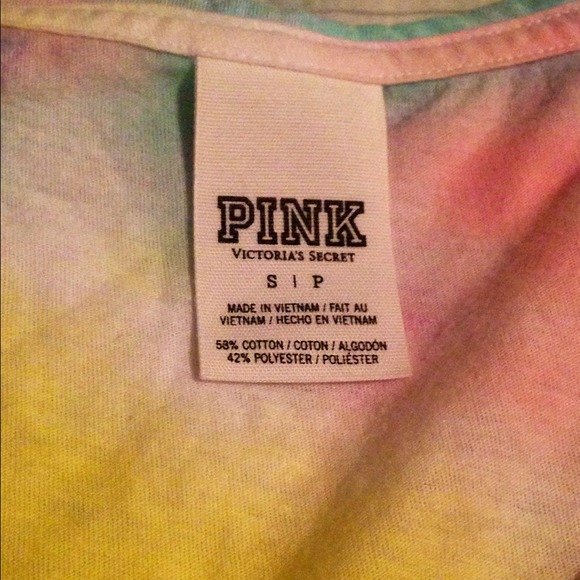 PINK
VICTORIA'S SECRET
S | P
MADE IN VIETNAM / FAIT AU
VIETNAM / HECHO EN VIETNAM
58% COTTON / COTON / ALGODÓN
42% POLYESTER / POLIÉSTER